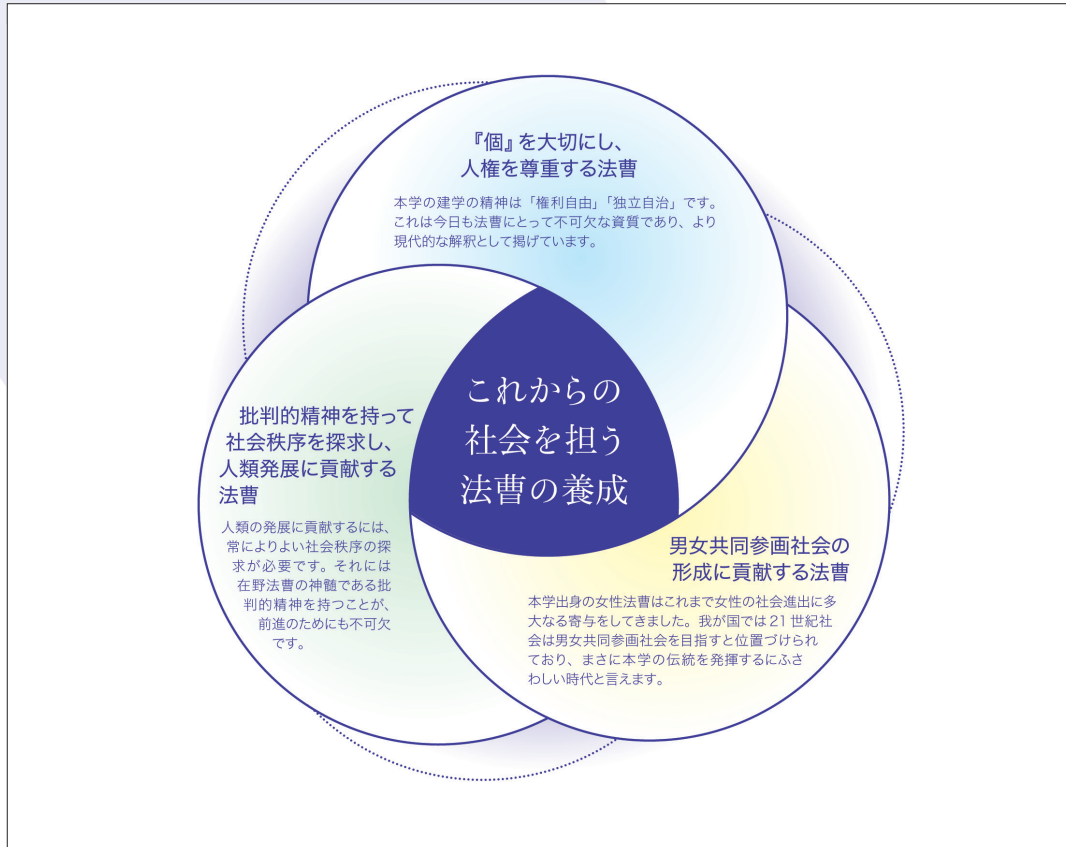 『個』を大切にし、
人権を尊重する法曹
本学の建学の精神は「権利自由」「独立自治」です。
これは今日も法曹にとって不可欠な資質であり、より
現代的な解釈として掲げています。
これからの
社会を担う
法曹の養成
批判的精神を持って
社会秩序を探求し、
人類発展に貢献する
法曹
人類の発展に貢献するには、
常によりよい社会秩序の探
求が必要です。それには
在野法曹の神髄である批
判的精神を持つことが、
前進のためにも不可欠
です。
男女共同参画社会の
形成に貢献する法曹
本学出身の女性法曹はこれまで女性の社会進出に多
大なる寄与をしてきました。我が国では21世紀社
会は男女共同参画社会を目指すと位置づけられ
ており、まさに本学の伝統を発揮するにふさ
わしい時代と言えます。